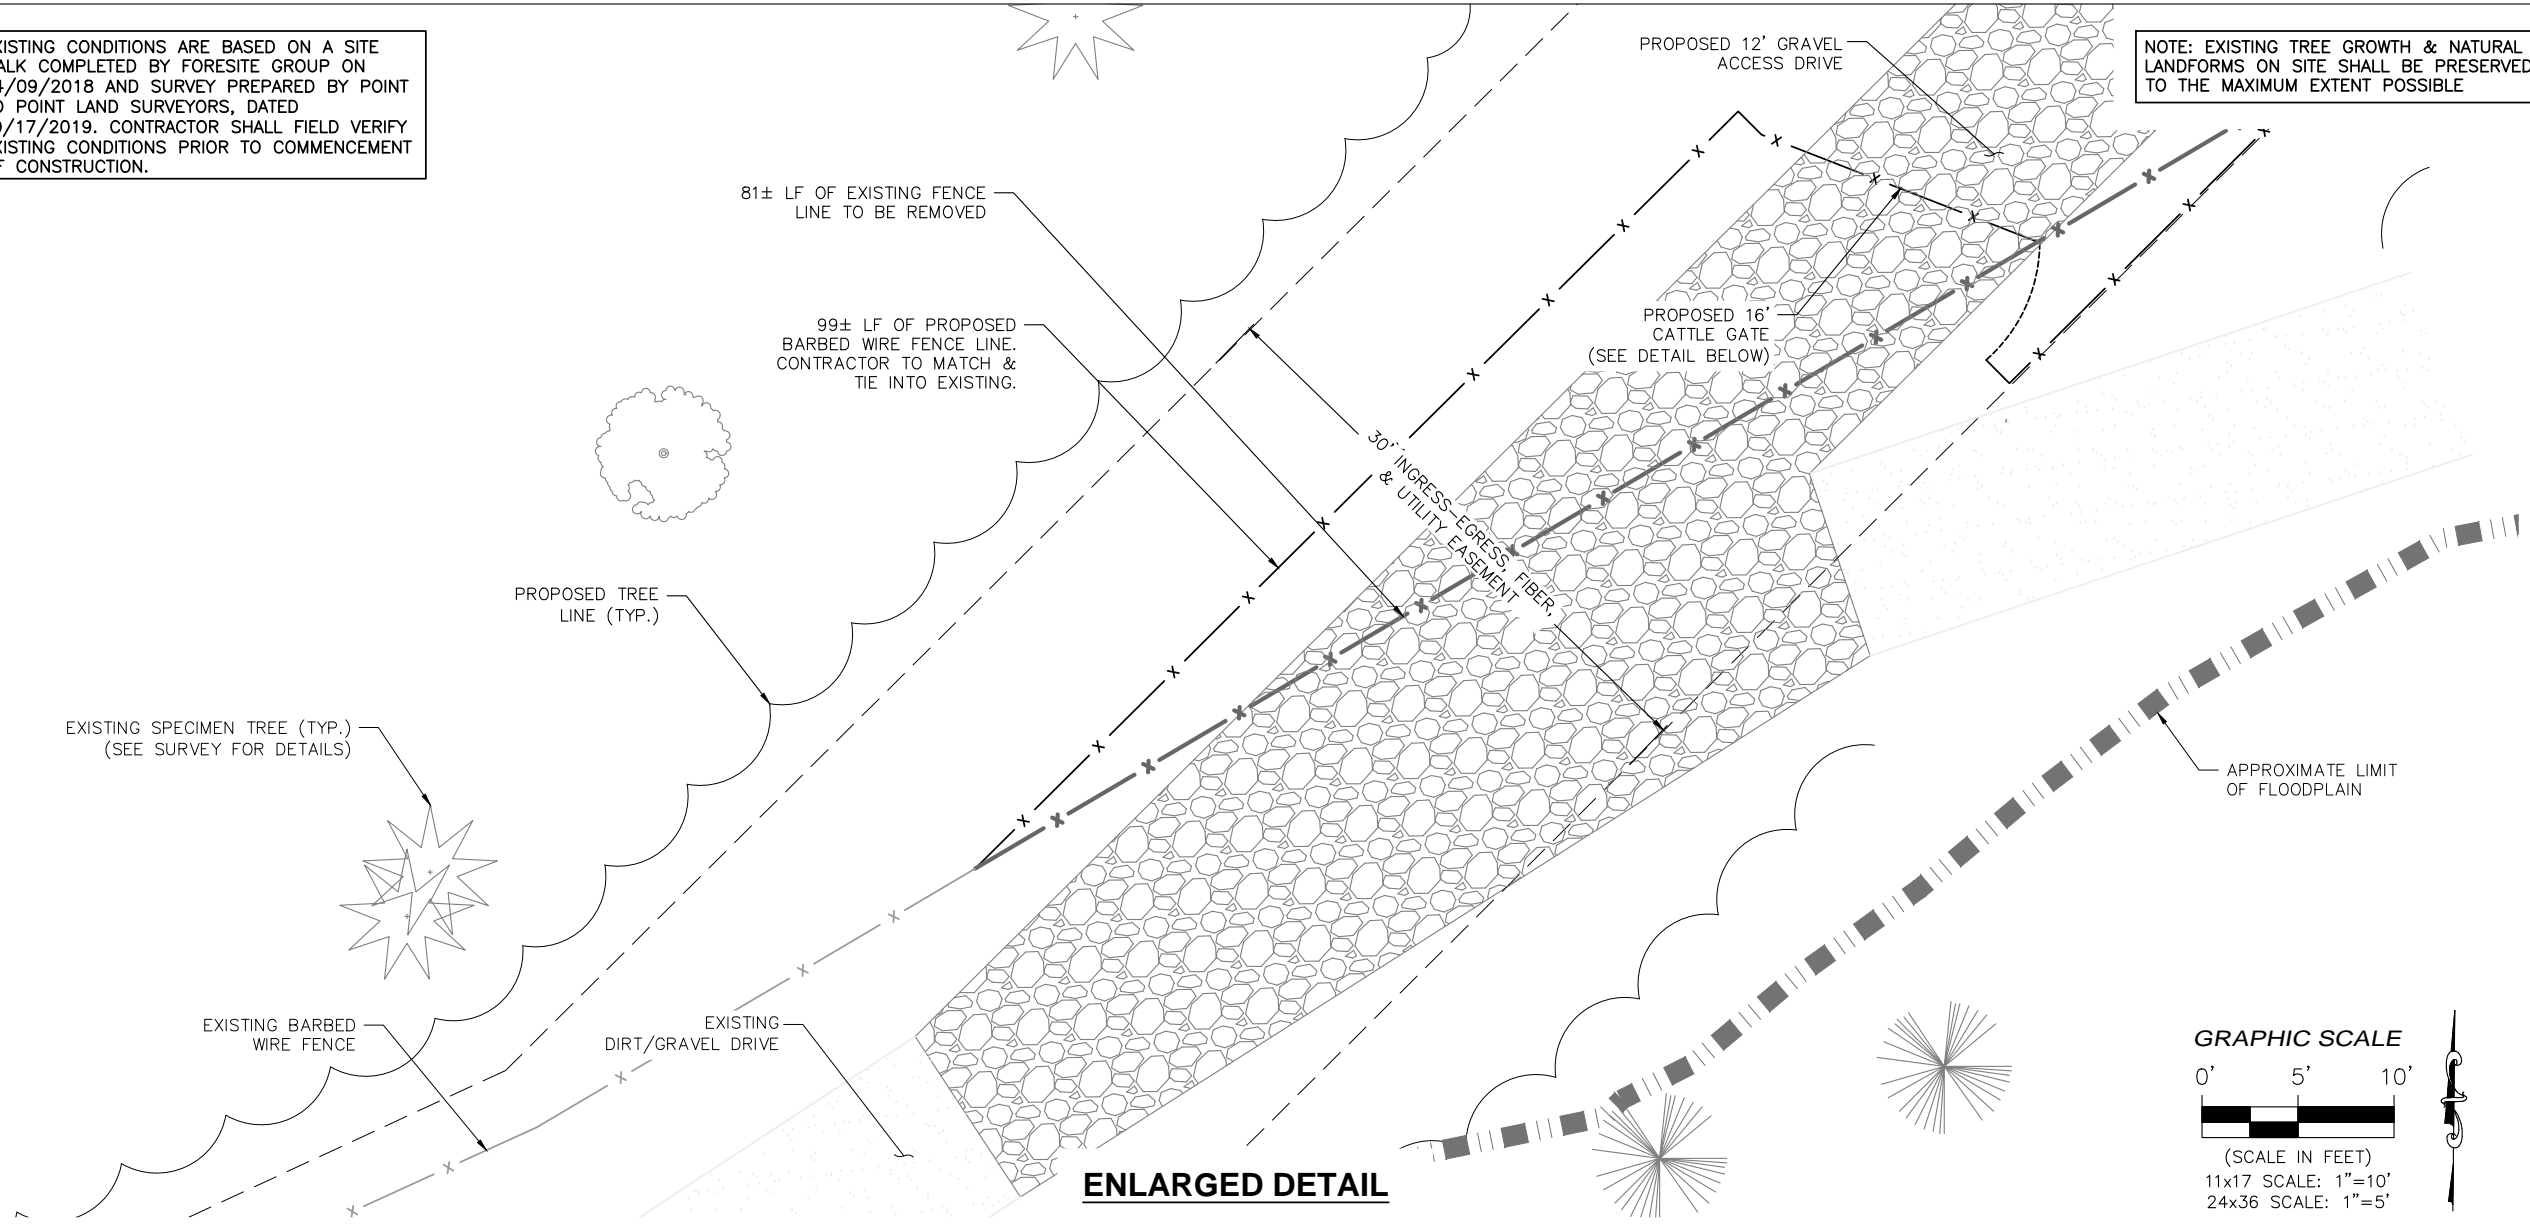 XISTING CONDITIONS ARE BASED ON A SITE
ALK COMPLETED BY FORESITE GROUP ON
4/09/2018 AND SURVEY PREPARED BY POINT
O POINT LAND SURVEYORS, DATED
/17/2019. CONTRACTOR SHALL FIELD VERIFY
XISTING CONDITIONS PRIOR TO COMMENCEMENT
F CONSTRUCTION.
PROPOSED 12' GRAVEL
ACCESS DRIVE
NOTE: EXISTING TREE GROWTH & NATURAL
LANDFORMS ON SITE SHALL BE PRESERVED
TO THE MAXIMUM EXTENT POSSIBLE
81± LF OF EXISTING FENCE
LINE TO BE REMOVED
99± LF OF PROPOSED
BARBED WIRE FENCE LINE.
CONTRACTOR TO MATCH &
TIE INTO EXISTING.
PROPOSED 16'
CATTLE GATE
(SEE DETAIL BELOW)
30' INGRESS-EGRESS, FIBER,
& UTILITY EASEMENT
PROPOSED TREE
LINE (TYP.)
EXISTING SPECIMEN TREE (TYP.)
(SEE SURVEY FOR DETAILS)
APPROXIMATE LIMIT
OF FLOODPLAIN
EXISTING BARBED
WIRE FENCE
EXISTING
DIRT/GRAVEL DRIVE
ENLARGED DETAIL
GRAPHIC SCALE
0' 5' 10'
(SCALE IN FEET)
11x17 SCALE: 1"=10'
24x36 SCALE: 1"=5'